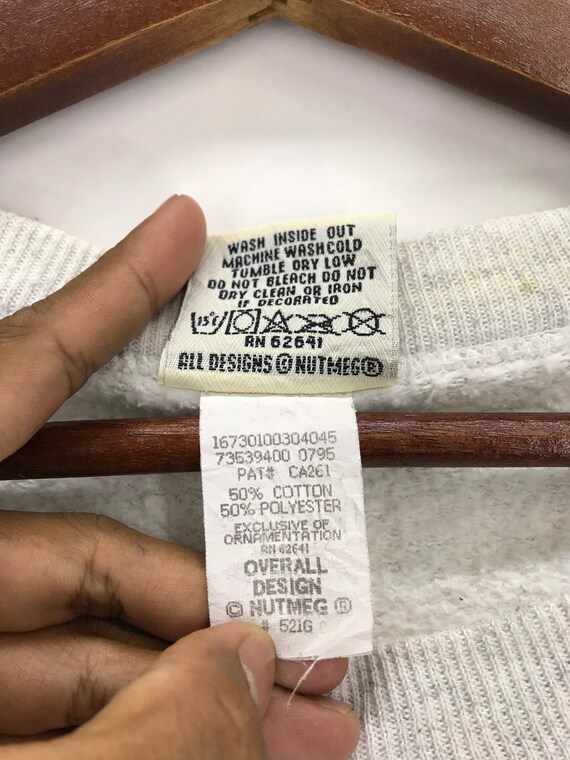 WASH INSIDE OUT
MACHINE WASH COLD
TUMBLE DRY LOW
DO NOT BLEACH DO NOT
DRY CLEAN OR IRON
IF DECORATED
15°C
RN 62641
ALL DESIGNS © NUTMEG ®
16730100304045
73539400 0795
PAT# CA261
50% COTTON
50% POLYESTER
EXCLUSIVE OF
ORNAMENTATION
RN 62641
OVERALL
DESIGN
© NUTMEG ®
# 521G